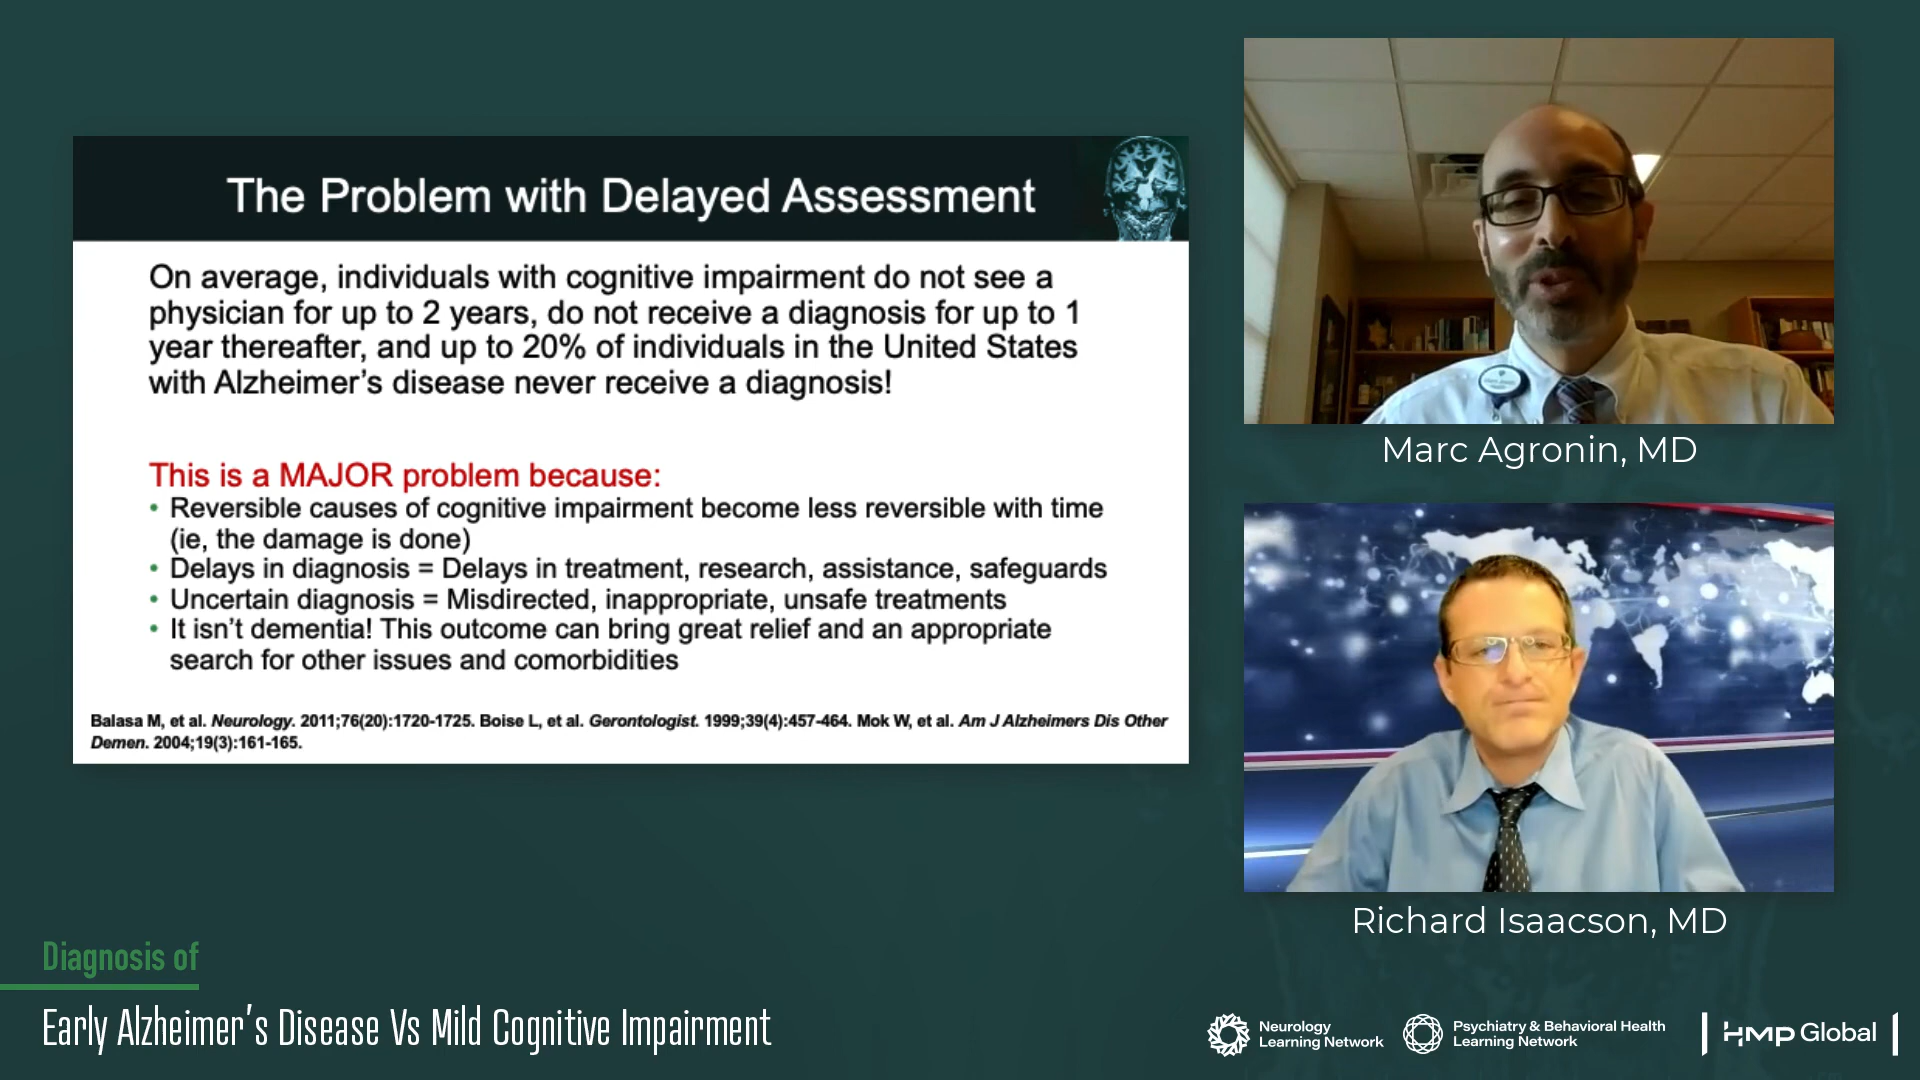 The Problem with Delayed Assessment
On average, individuals with cognitive impairment do not see a
physician for up to 2 years, do not receive a diagnosis for up to 1
year thereafter, and up to 20% of individuals in the United States
with Alzheimer’s disease never receive a diagnosis!
This is a MAJOR problem because:
• Reversible causes of cognitive impairment become less reversible with time
(ie, the damage is done)
• Delays in diagnosis = Delays in treatment, research, assistance, safeguards
• Uncertain diagnosis = Misdirected, inappropriate, unsafe treatments
• It isn’t dementia! This outcome can bring great relief and an appropriate
search for other issues and comorbidities
Balasa M, et al. Neurology. 2011;76(20):1720-1725. Boise L, et al. Gerontologist. 1999;39(4):457-464. Mok W, et al. Am J Alzheimers Dis Other
Demen. 2004;19(3):161-165.
Marc Agronin, MD
Richard Isaacson, MD
Diagnosis of
Early Alzheimer’s Disease Vs Mild Cognitive Impairment
Neurology
Learning Network
Psychiatry & Behavioral Health
Learning Network
HMP Global